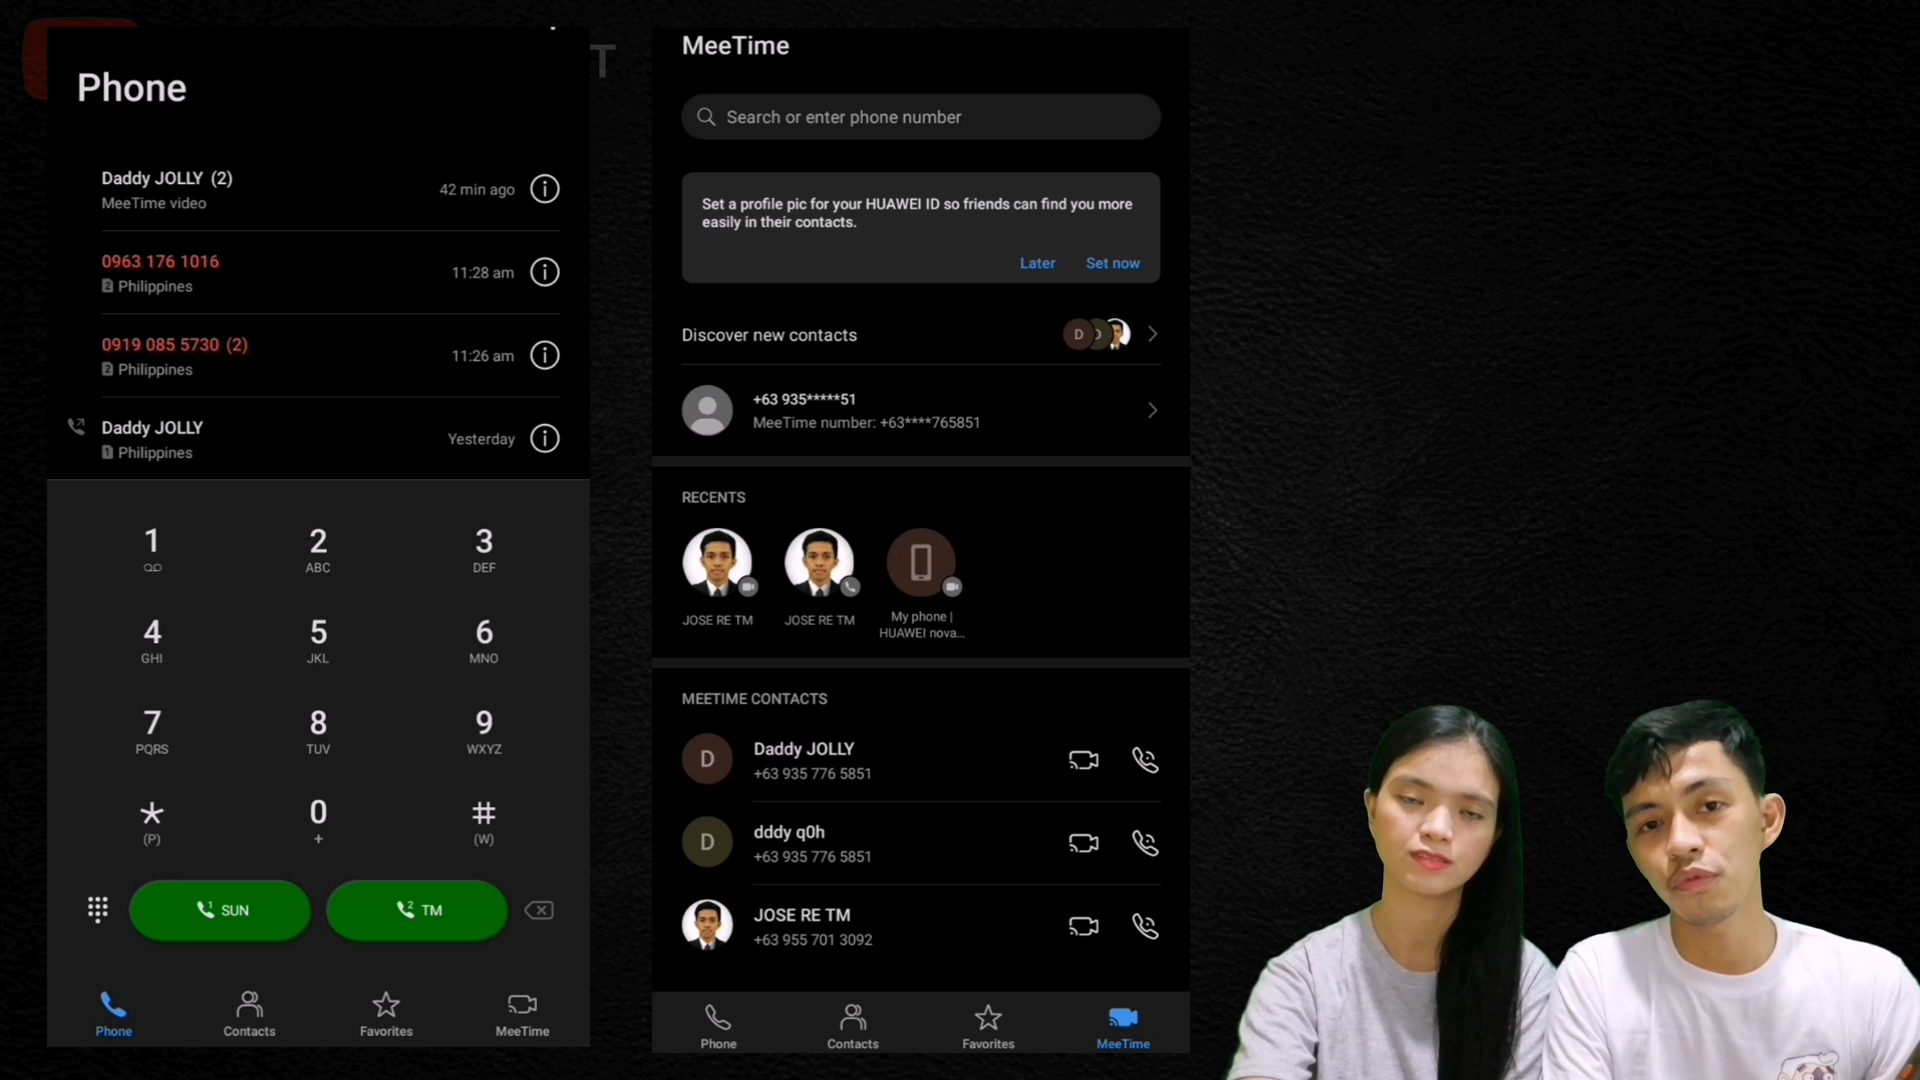 T
Phone
Daddy JOLLY (2)
MeeTime video
42 min ago
0963 176 1016
2 Philippines
11:28 am
0919 085 5730 (2)
2 Philippines
11:26 am
Daddy JOLLY
1 Philippines
Yesterday
1
2
ABC
3
DEF
4
GHI
5
JKL
6
MNO
7
PQRS
8
TUV
9
WXYZ
*
(P)
0
+
#
(W)
1 SUN
2 TM
Phone
Contacts
Favorites
MeeTime
MeeTime
Search or enter phone number
Set a profile pic for your HUAWEI ID so friends can find you more
easily in their contacts.
Later
Set now
Discover new contacts
D
D
+63 935*****51
MeeTime number: +63****765851
RECENTS
JOSE RE TM
JOSE RE TM
My phone |
HUAWEI nova...
MEETIME CONTACTS
D
Daddy JOLLY
+63 935 776 5851
D
dddy q0h
+63 935 776 5851
JOSE RE TM
+63 955 701 3092
Phone
Contacts
Favorites
MeeTime